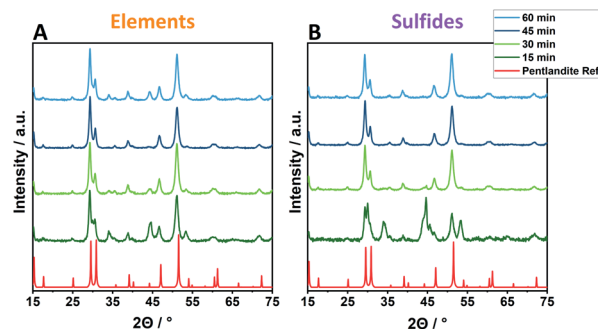 Elements
Sulfides
60 min
45 min
30 min
15 min
Pentlandite Ref
A
B
Intensity / a.u.
Intensity / a.u.
15 25 35 45 55 65 75
15 25 35 45 55 65 75
2Θ / °
2Θ / °